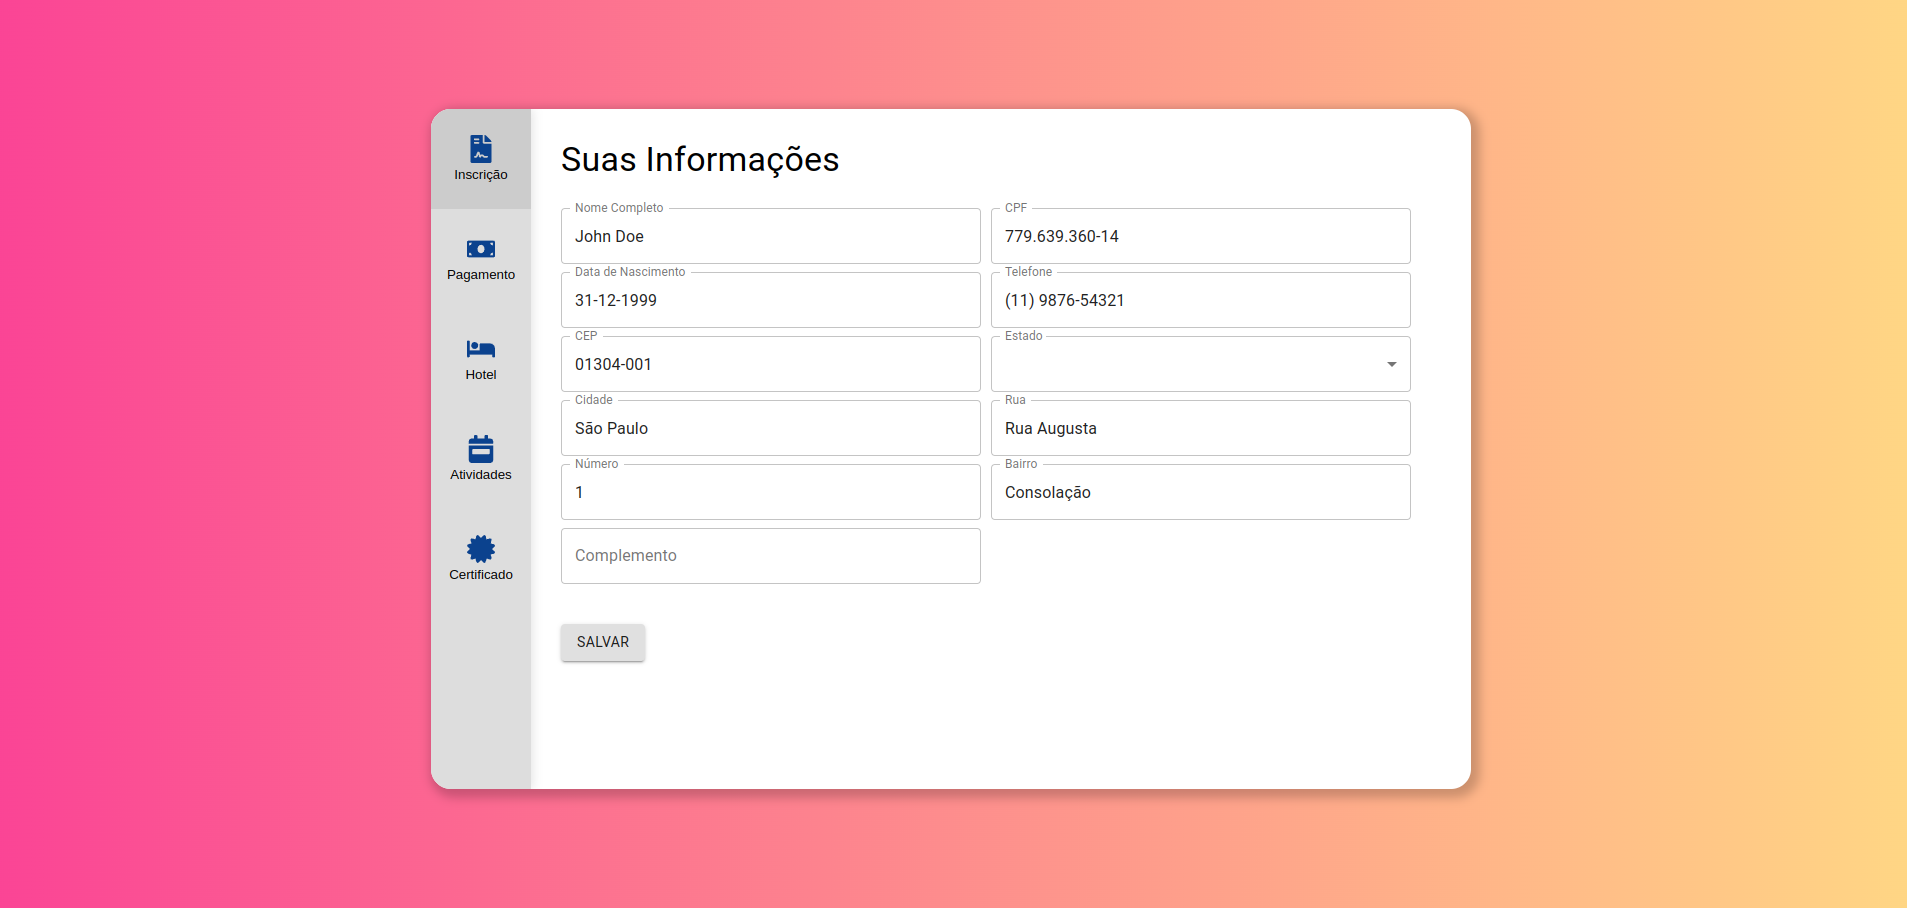 Inscrição
Pagamento
Hotel
Atividades
Certificado
Suas Informações
Nome Completo
John Doe
CPF
779.639.360-14
Data de Nascimento
31-12-1999
Telefone
(11) 9876-54321
CEP
01304-001
Estado
Cidade
São Paulo
Rua
Rua Augusta
Número
1
Bairro
Consolação
Complemento
SALVAR